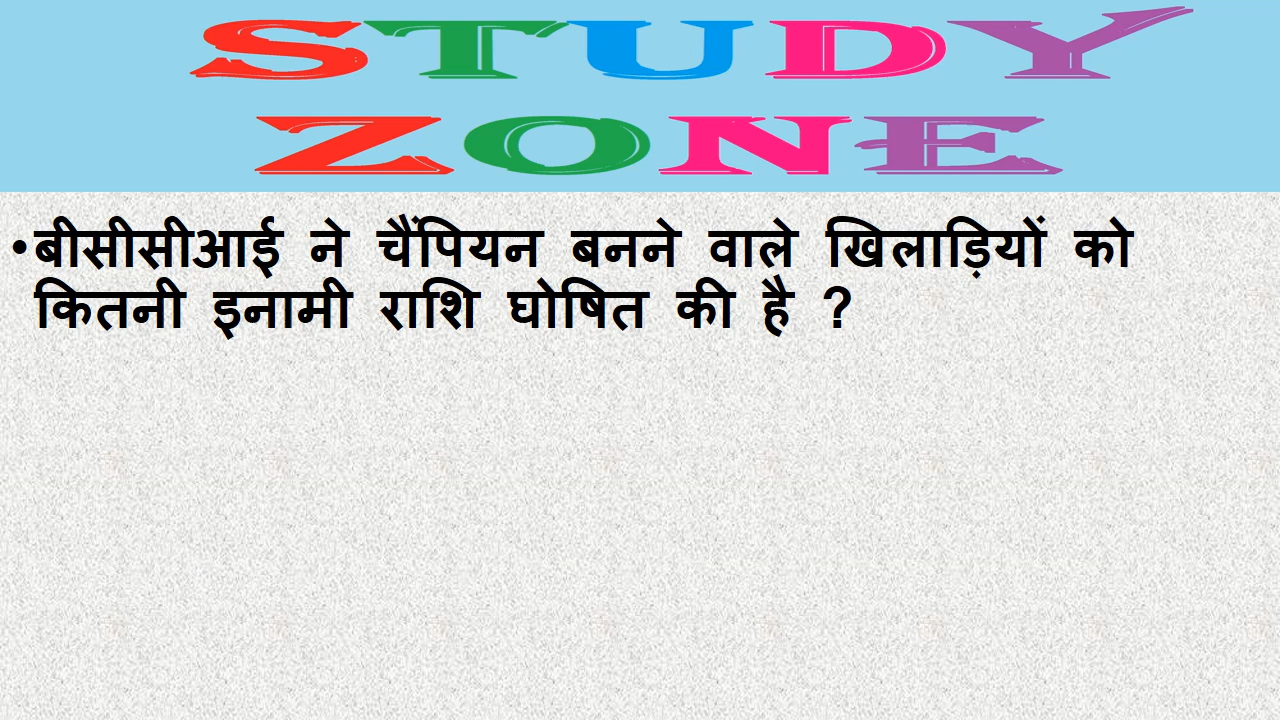 STUDY
ZONE
•बीसीसीआई ने चैंपियन बनने वाले खिलाड़ियों को
कितनी इनामी राशि घोषित की है ?